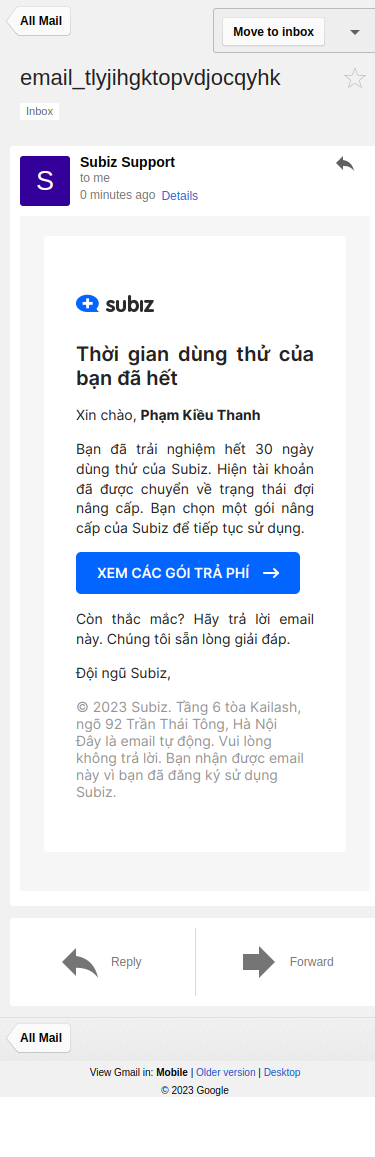 All Mail
Move to inbox
email_tlyjihgktopvdjocqyhk
Inbox
S
Subiz Support
to me
0 minutes ago Details
subiz
Thời gian dùng thử của
bạn đã hết
Xin chào, Phạm Kiều Thanh
Bạn đã trải nghiệm hết 30 ngày
dùng thử của Subiz. Hiện tài khoản
đã được chuyển về trạng thái đợi
nâng cấp. Bạn chọn một gói nâng
cấp của Subiz để tiếp tục sử dụng.
XEM CÁC GÓI TRẢ PHÍ →
Còn thắc mắc? Hãy trả lời email
này. Chúng tôi sẵn lòng giải đáp.
Đội ngũ Subiz,
© 2023 Subiz. Tầng 6 tòa Kailash,
ngõ 92 Trần Thái Tông, Hà Nội
Đây là email tự động. Vui lòng
không trả lời. Bạn nhận được email
này vì bạn đã đăng ký sử dụng
Subiz.
Reply
Forward
All Mail
View Gmail in: Mobile | Older version | Desktop
© 2023 Google